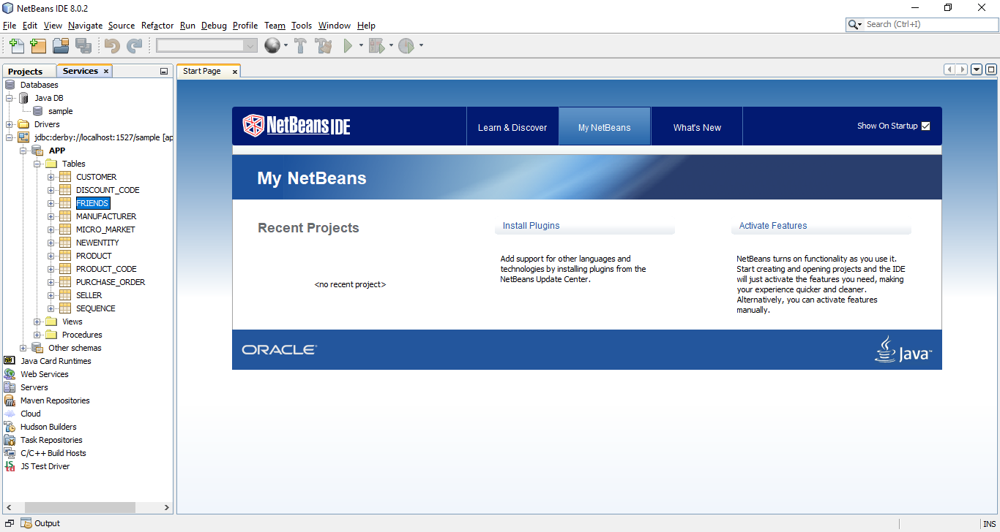 NetBeans IDE 8.0.2
File Edit View Navigate Source Refactor Run Debug Profile Team Tools Window Help
Search (Ctrl+I)
Projects
Services
Start Page
Databases
Java DB
sample
Drivers
jdbc:derby://localhost:1527/sample [ap
APP
Tables
CUSTOMER
DISCOUNT_CODE
FRIENDS
MANUFACTURER
MICRO_MARKET
NEWENTITY
PRODUCT
PRODUCT_CODE
PURCHASE_ORDER
SELLER
SEQUENCE
Views
Procedures
Other schemas
Java Card Runtimes
Web Services
Servers
Maven Repositories
Cloud
Hudson Builders
Task Repositories
C/C++ Build Hosts
JS Test Driver
NetBeans IDE
Learn & Discover
My NetBeans
What's New
Show On Startup
My NetBeans
Recent Projects
<no recent project>
Install Plugins
Add support for other languages and
technologies by installing plugins from the
NetBeans Update Center.
Activate Features
NetBeans turns on functionality as you use it.
Start creating and opening projects and the IDE
will just activate the features you need, making
your experience quicker and cleaner.
Alternatively, you can activate features
manually.
ORACLE
Java
Output
INS